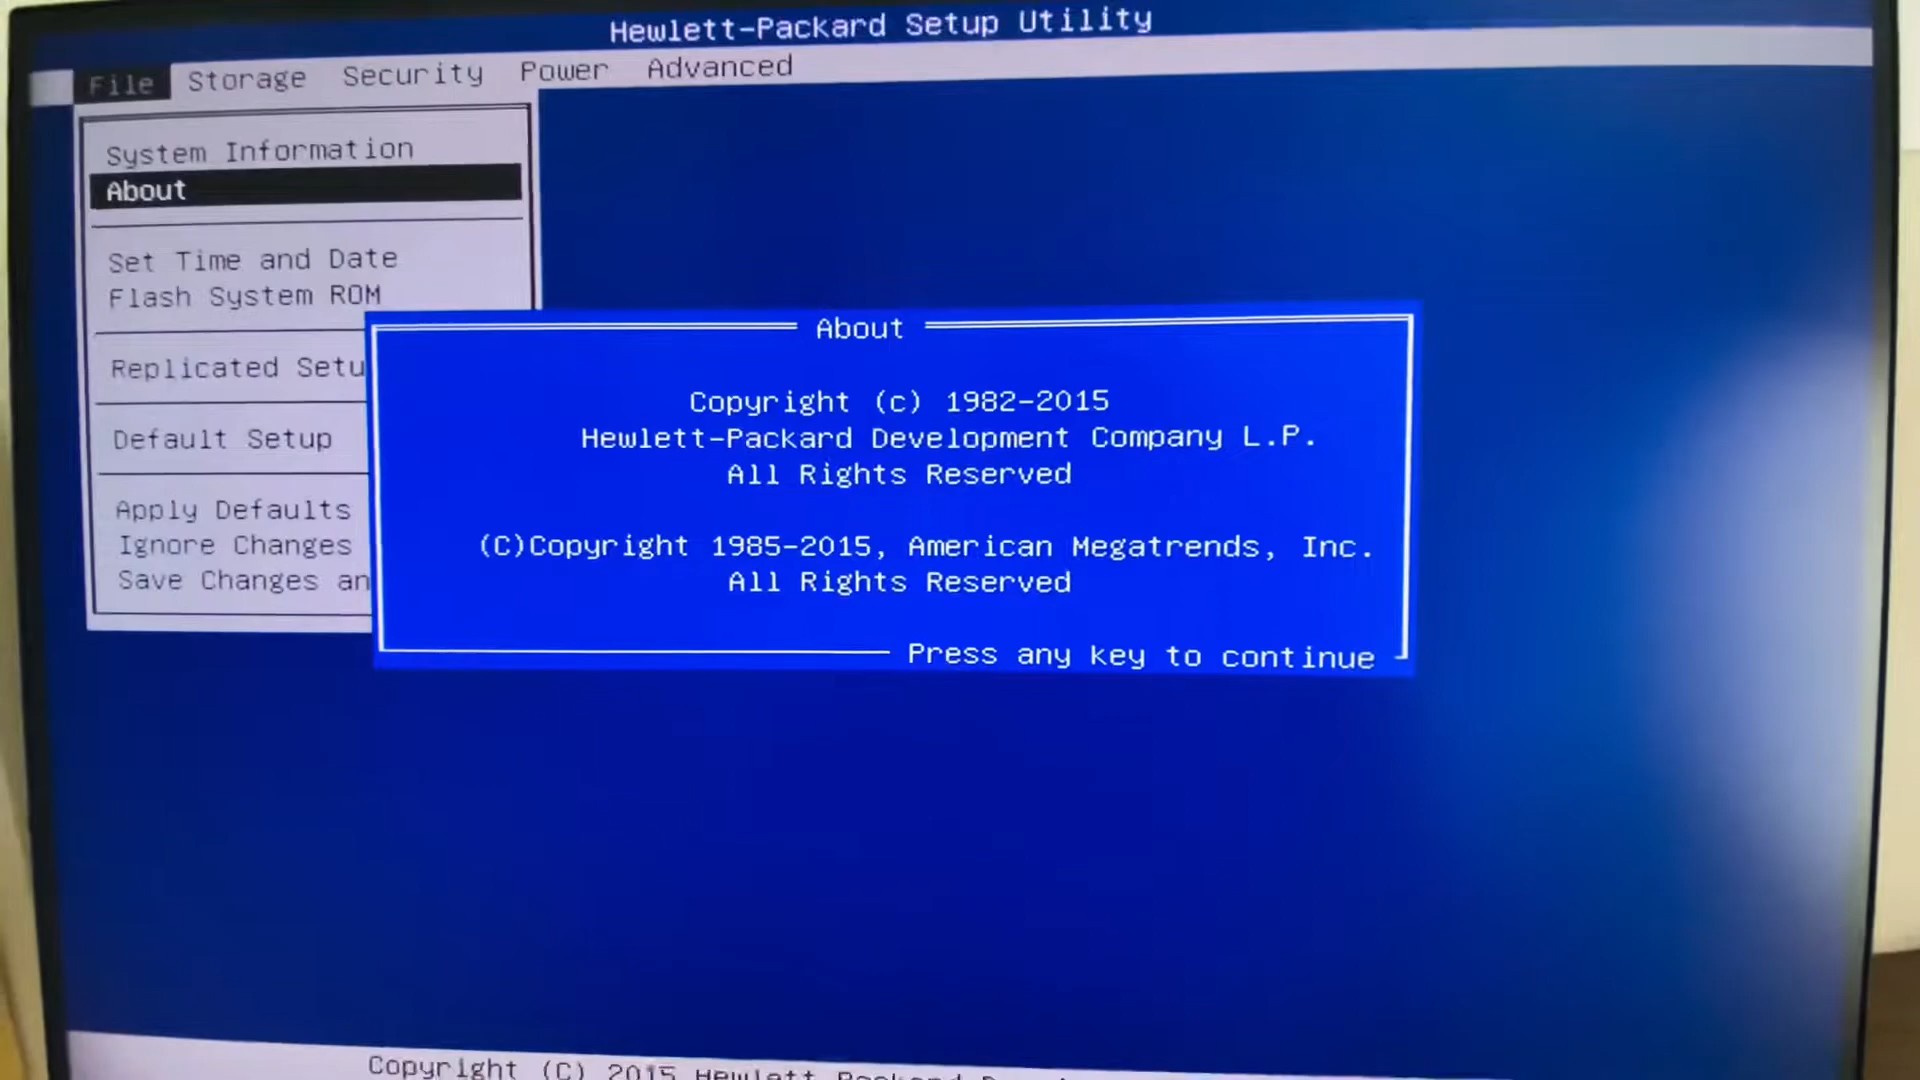 Hewlett-Packard Setup Utility
File Storage Security Power Advanced
System Information
About
Set Time and Date
Flash System ROM
Replicated Setu
Default Setup
Apply Defaults
Ignore Changes
Save Changes an
About
Copyright (c) 1982-2015
Hewlett-Packard Development Company L.P.
All Rights Reserved
(C)Copyright 1985-2015, American Megatrends, Inc.
All Rights Reserved
Press any key to continue
Copyright (C) 2015 Hewlett Packard